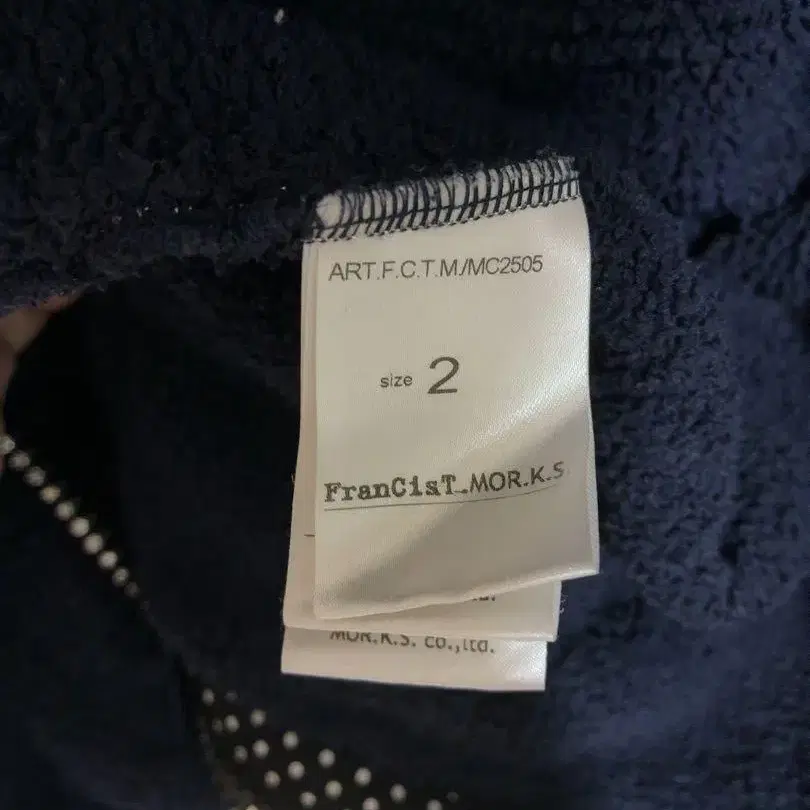 ART.F.C.T.M./MC2505
size 2
FranCisT_MOR.K.S.
MOR.K.S. co.,ltd.